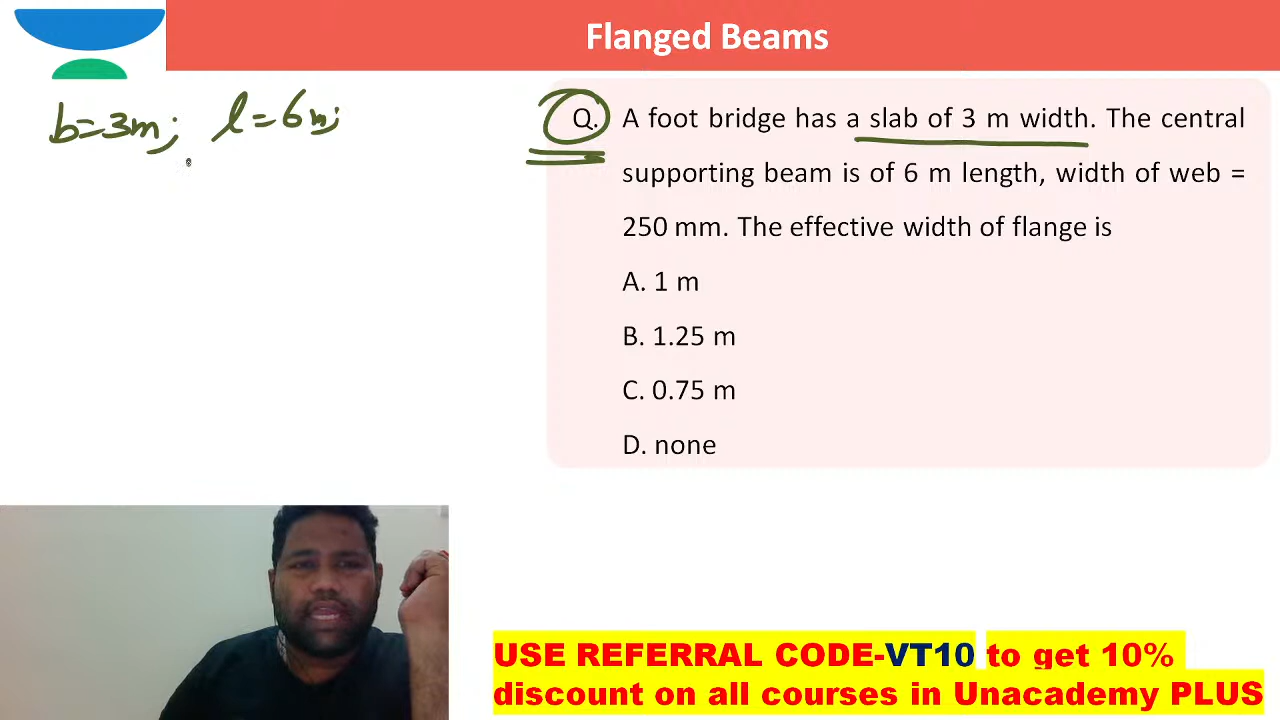 Flanged Beams
b=3m; l=6m;
Q. A foot bridge has a slab of 3 m width. The central
supporting beam is of 6 m length, width of web =
250 mm. The effective width of flange is
A. 1 m
B. 1.25 m
C. 0.75 m
D. none
USE REFERRAL CODE-VT10 to get 10%
discount on all courses in Unacademy PLUS